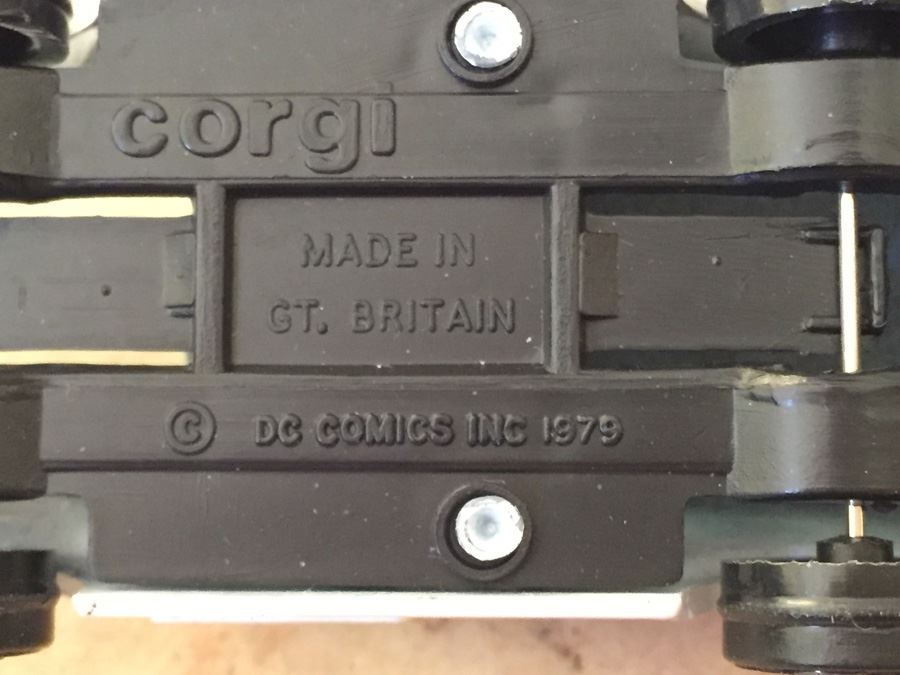 corgi
MADE IN
GT. BRITAIN
© DC COMICS INC 1979